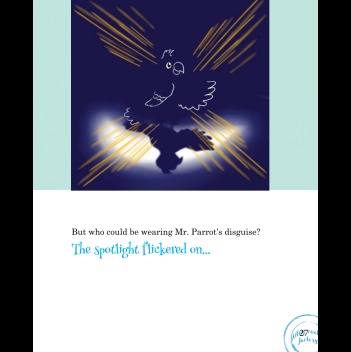 But who could be wearing Mr. Parrot's disguise?
The spotlight flickered on...
27